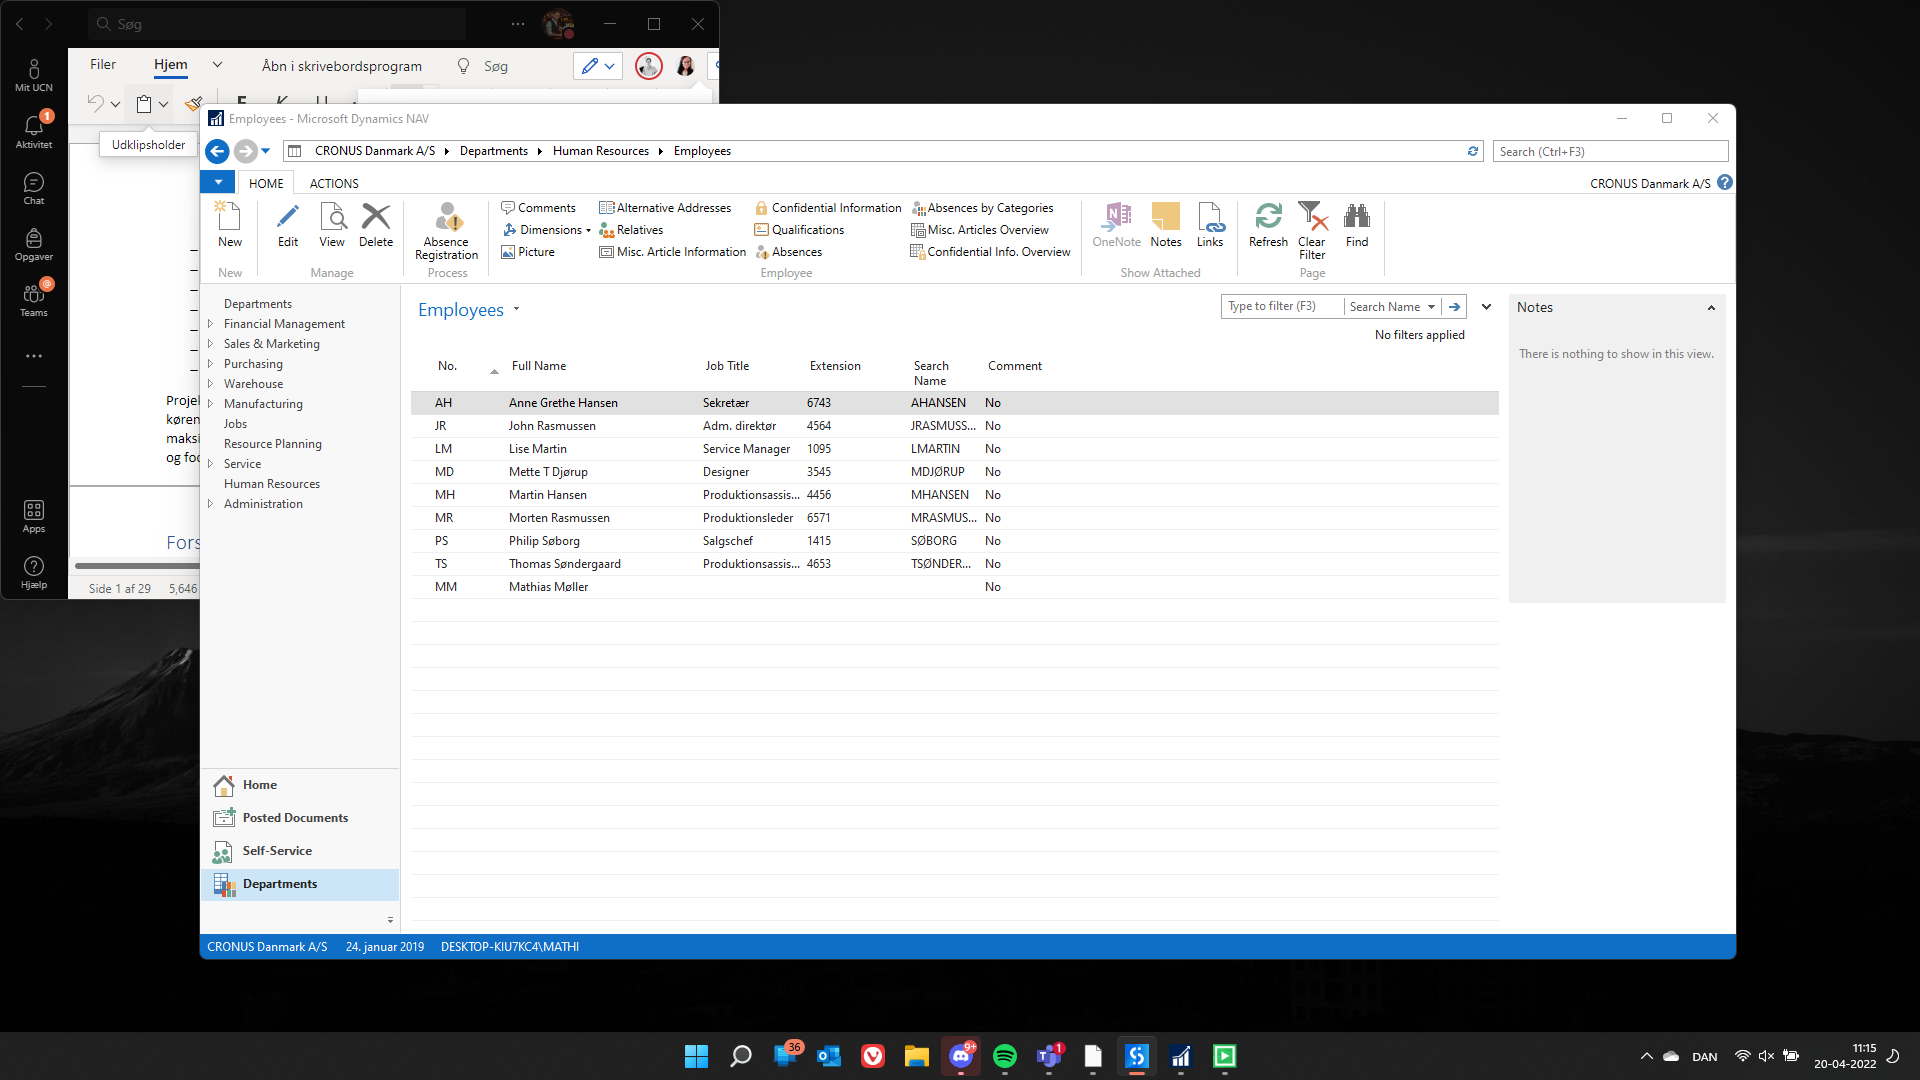 Søg
Mit UCN
1
Aktivitet
Chat
Opgaver
@
Teams
Apps
Hjælp
Filer
Hjem
Åbn i skrivebordsprogram
Søg
F K U
Udklipsholder
Projek
køren
maksi
og foo
Fors
Side 1 af 29 5,646
Employees - Microsoft Dynamics NAV
CRONUS Danmark A/S Departments Human Resources Employees
Search (Ctrl+F3)
HOME ACTIONS
CRONUS Danmark A/S ?
New
New
Edit
View
Delete
Manage
Absence
Registration
Process
Comments
Dimensions
Picture
Alternative Addresses
Relatives
Misc. Article Information
Confidential Information
Qualifications
Absences
Absences by Categories
Misc. Articles Overview
Confidential Info. Overview
Employee
OneNote
Notes
Links
Show Attached
Refresh
Clear
Filter
Find
Page
Departments
Financial Management
Sales & Marketing
Purchasing
Warehouse
Manufacturing
Jobs
Resource Planning
Service
Human Resources
Administration
Home
Posted Documents
Self-Service
Departments
Employees
Type to filter (F3) Search Name
No filters applied
No. Full Name Job Title Extension Search Name Comment
AH Anne Grethe Hansen Sekretær 6743 AHANSEN No
JR John Rasmussen Adm. direktør 4564 JRASMUSS... No
LM Lise Martin Service Manager 1095 LMARTIN No
MD Mette T Djørup Designer 3545 MDJØRUP No
MH Martin Hansen Produktionsassis... 4456 MHANSEN No
MR Morten Rasmussen Produktionsleder 6571 MRASMUS... No
PS Philip Søborg Salgschef 1415 SØBORG No
TS Thomas Søndergaard Produktionsassis... 4653 TSØNDER... No
MM Mathias Møller No
Notes
There is nothing to show in this view.
CRONUS Danmark A/S 24. januar 2019 DESKTOP-KIU7KC4\MATHI
36
9+
1
DAN
11:15
20-04-2022